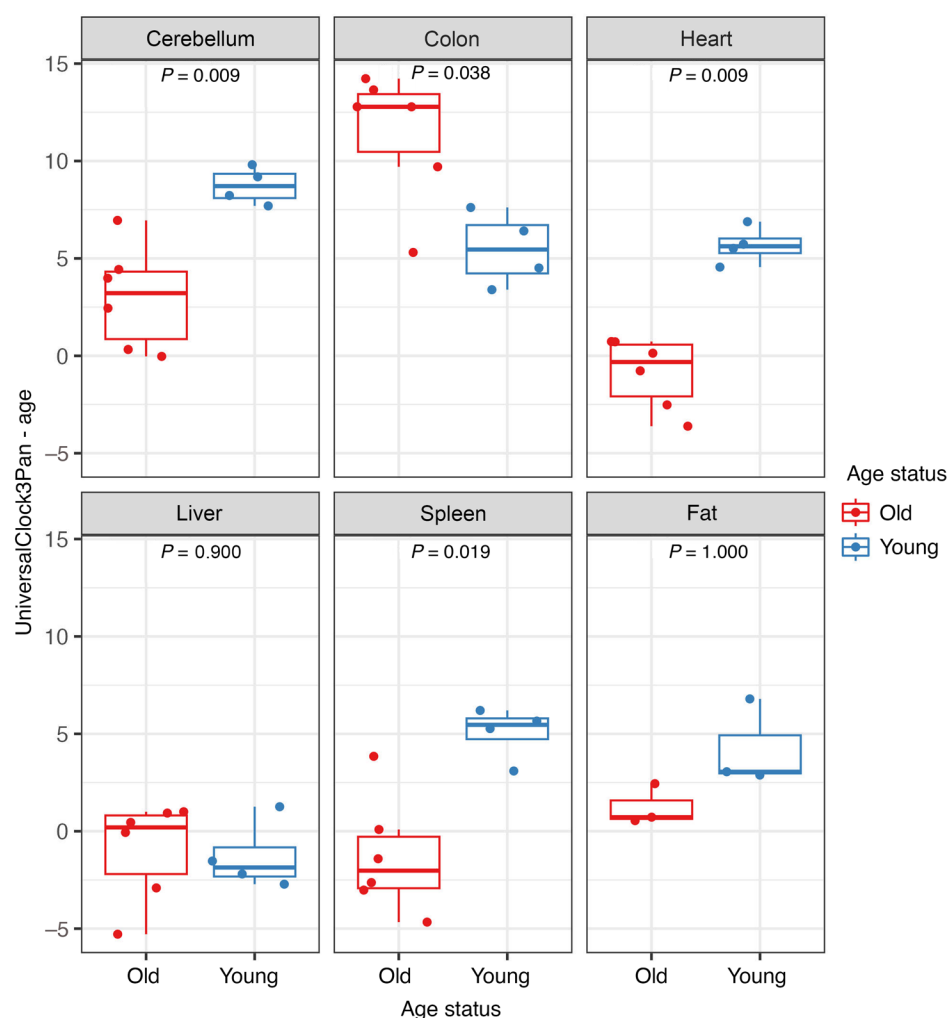 Cerebellum Colon Heart
P = 0.009 P = 0.038 P = 0.009
15
10
5
0
−5
UniversalClock3Pan - age
Liver Spleen Fat
P = 0.900 P = 0.019 P = 1.000
15
10
5
0
−5
Old Young Old Young Old Young
Age status
Age status
Old
Young